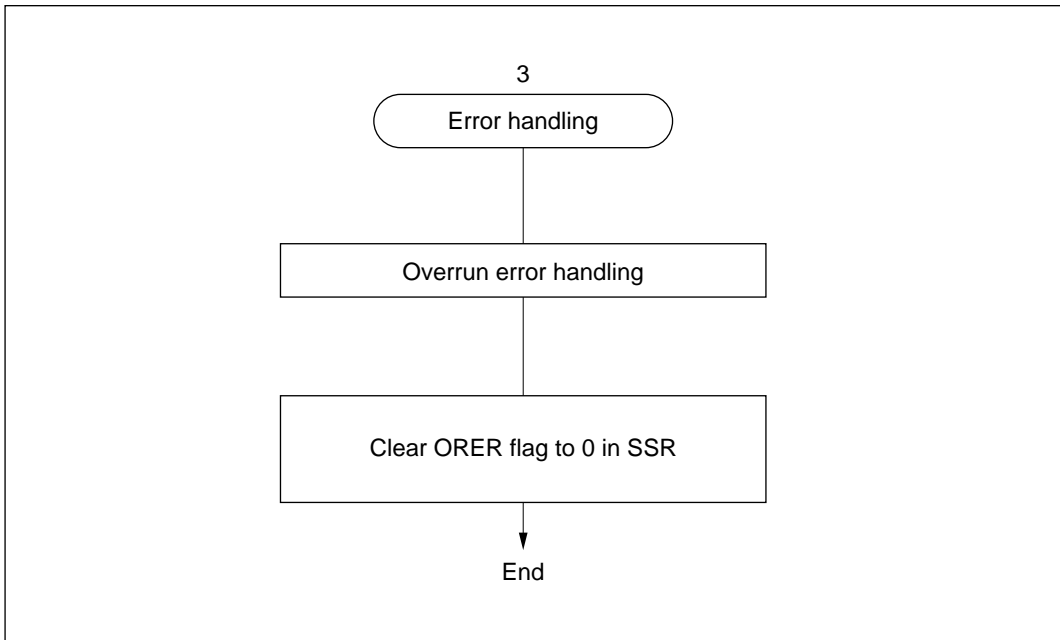 3
Error handling
Overrun error handling
Clear ORER flag to 0 in SSR
End